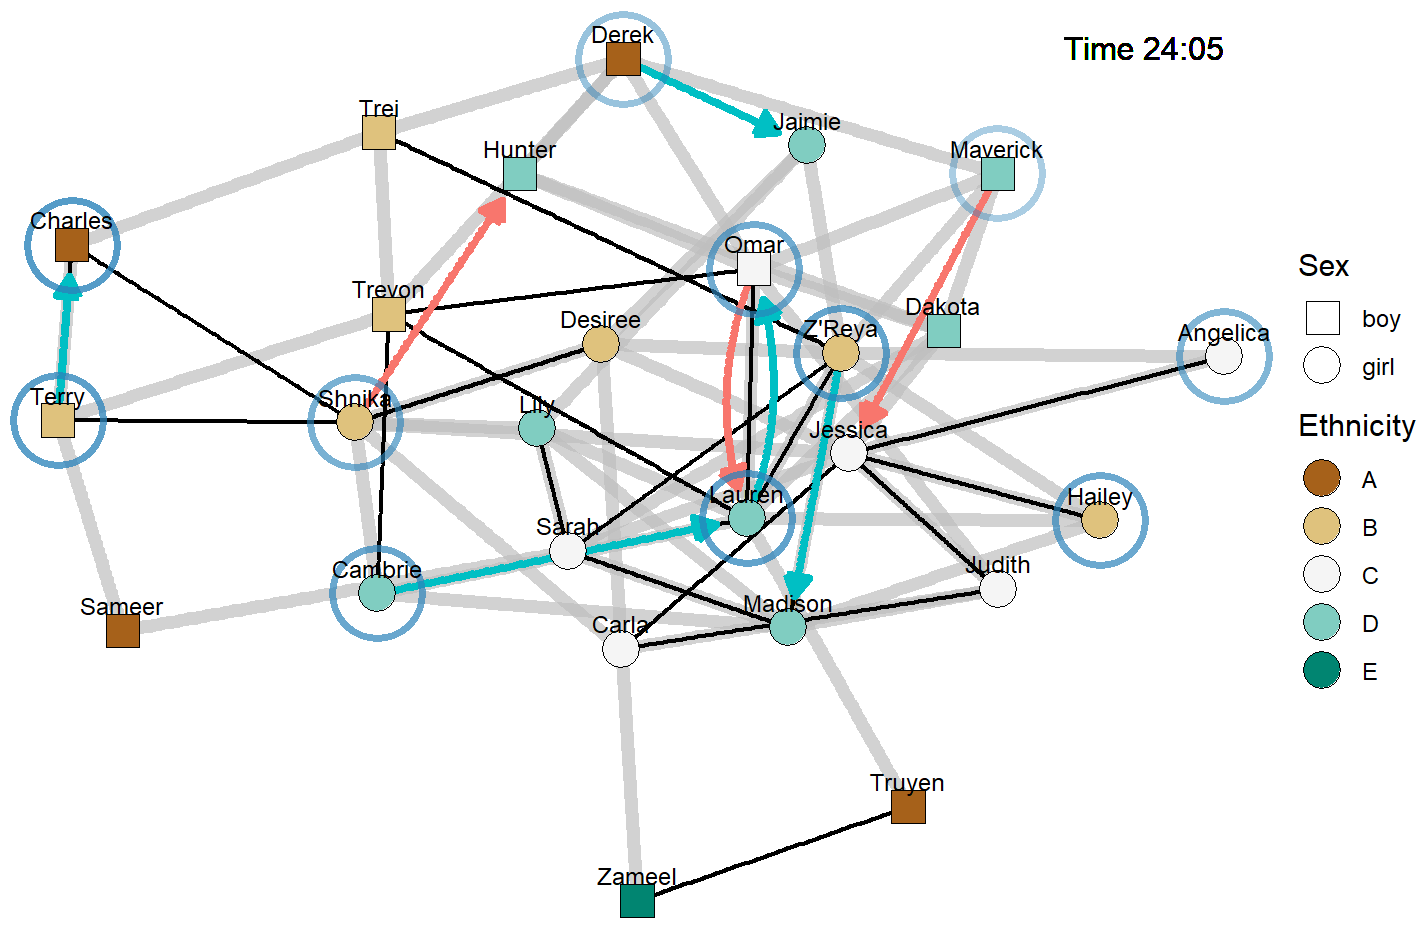 Derek
Time 24:05
Trei
Jaimie
Hunter
Maverick
Charles
Omar
Trevon
Dakota
Desiree
Z'Reya
Angelica
Terry
Shnika
Lily
Jessica
Lauren
Hailey
Sarah
Cambrie
Judith
Sameer
Madison
Carla
Truyen
Zameel
Sex
boy
girl
Ethnicity
A
B
C
D
E